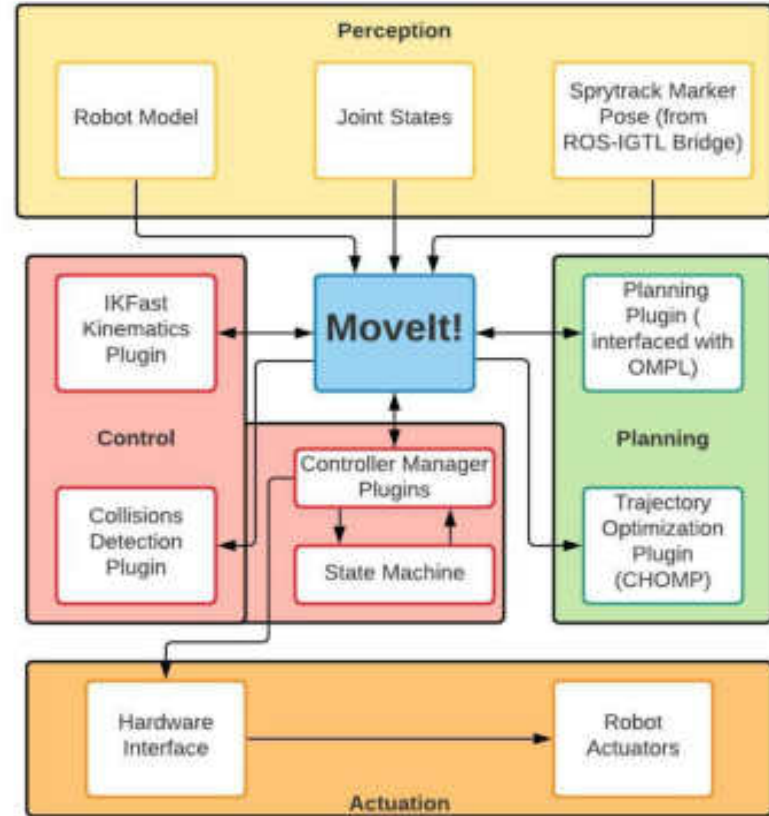 Perception
Robot Model
Joint States
Sprytrack Marker
Pose (from
ROS-IGTL Bridge)
IKFast
Kinematics
Plugin
MoveIt!
Planning
Plugin (
interfaced with
OMPL)
Control
Planning
Controller Manager
Plugins
Collisions
Detection
Plugin
State Machine
Trajectory
Optimization
Plugin
(CHOMP)
Hardware
Interface
Robot
Actuators
Actuation